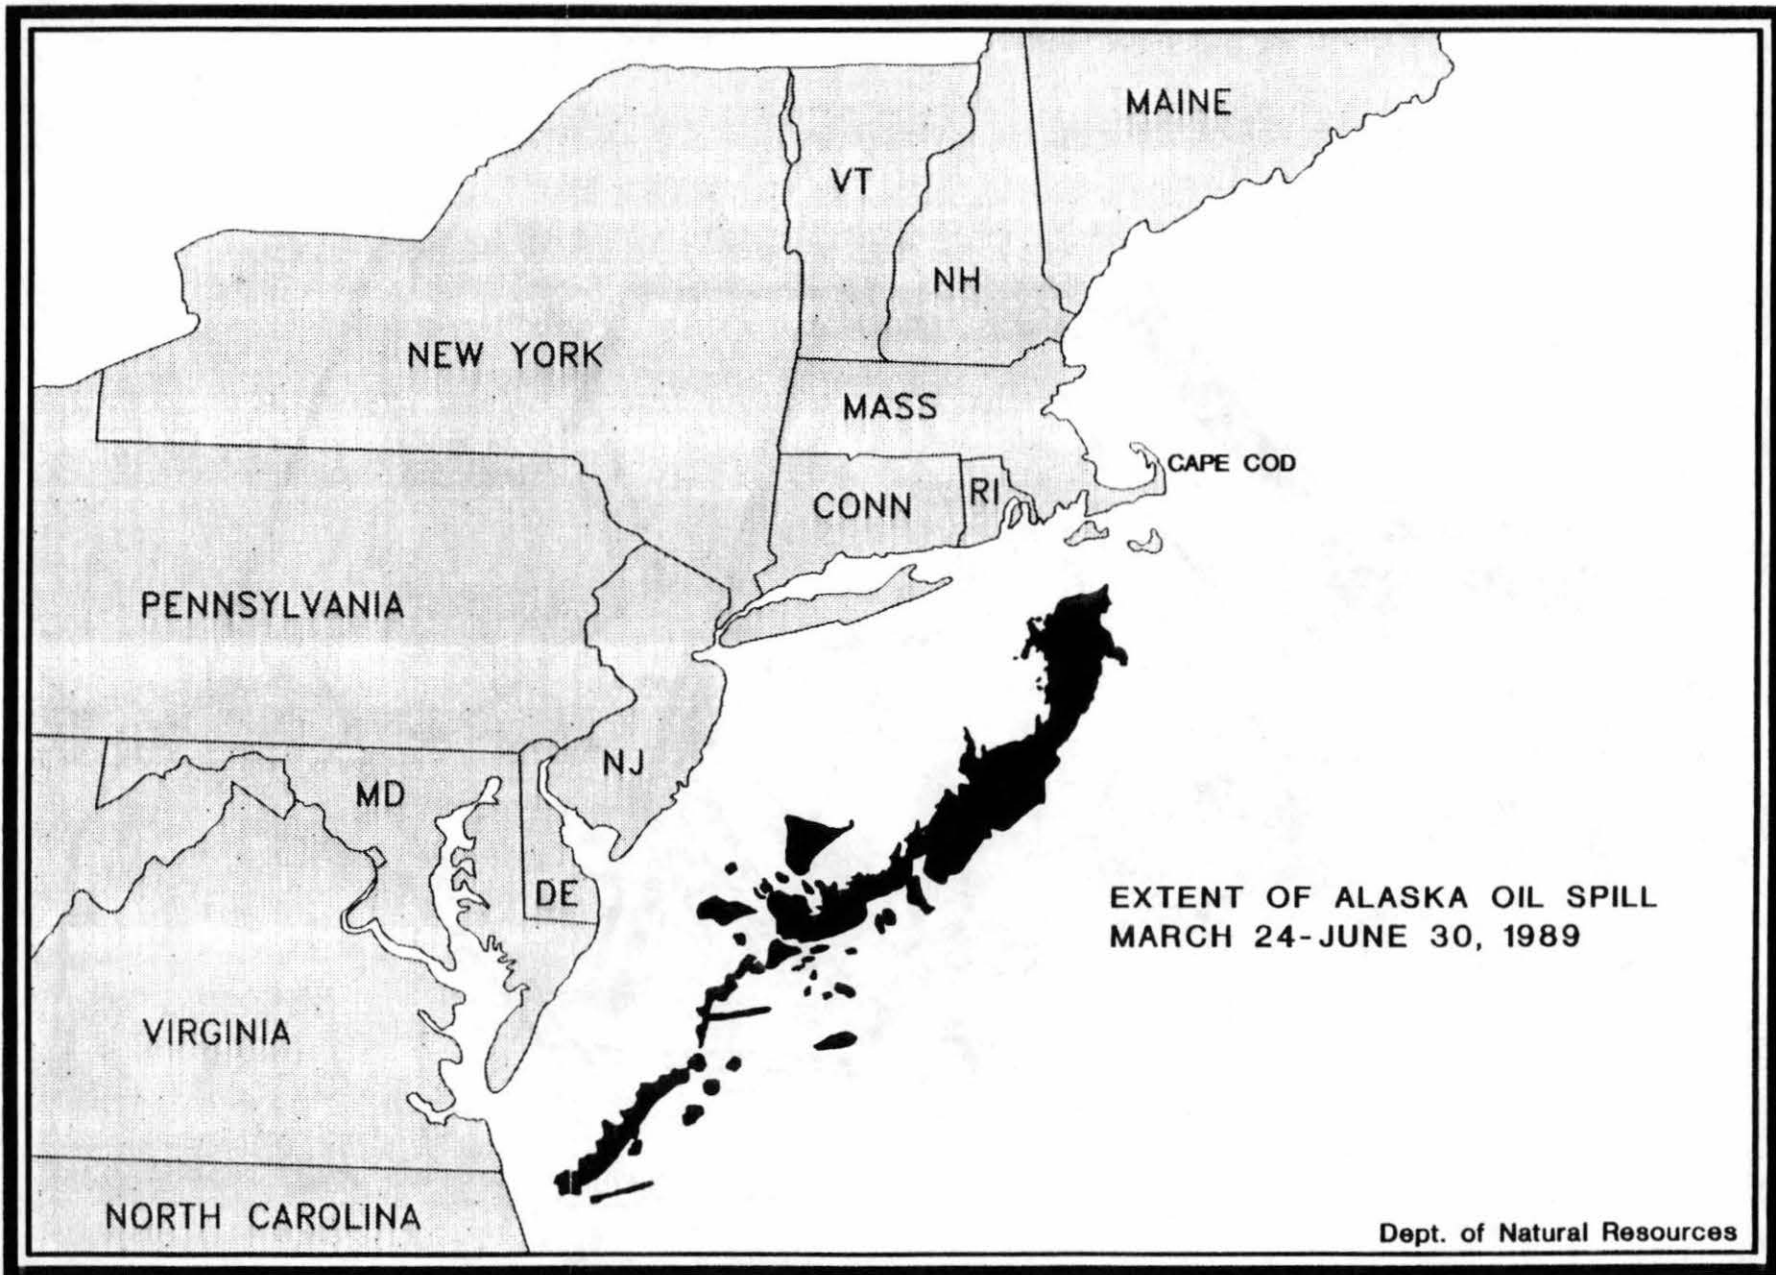 MAINE
VT
NH
NEW YORK
MASS
CAPE COD
CONN
RI
PENNSYLVANIA
NJ
MD
DE
EXTENT OF ALASKA OIL SPILL
MARCH 24-JUNE 30, 1989
VIRGINIA
NORTH CAROLINA
Dept. of Natural Resources